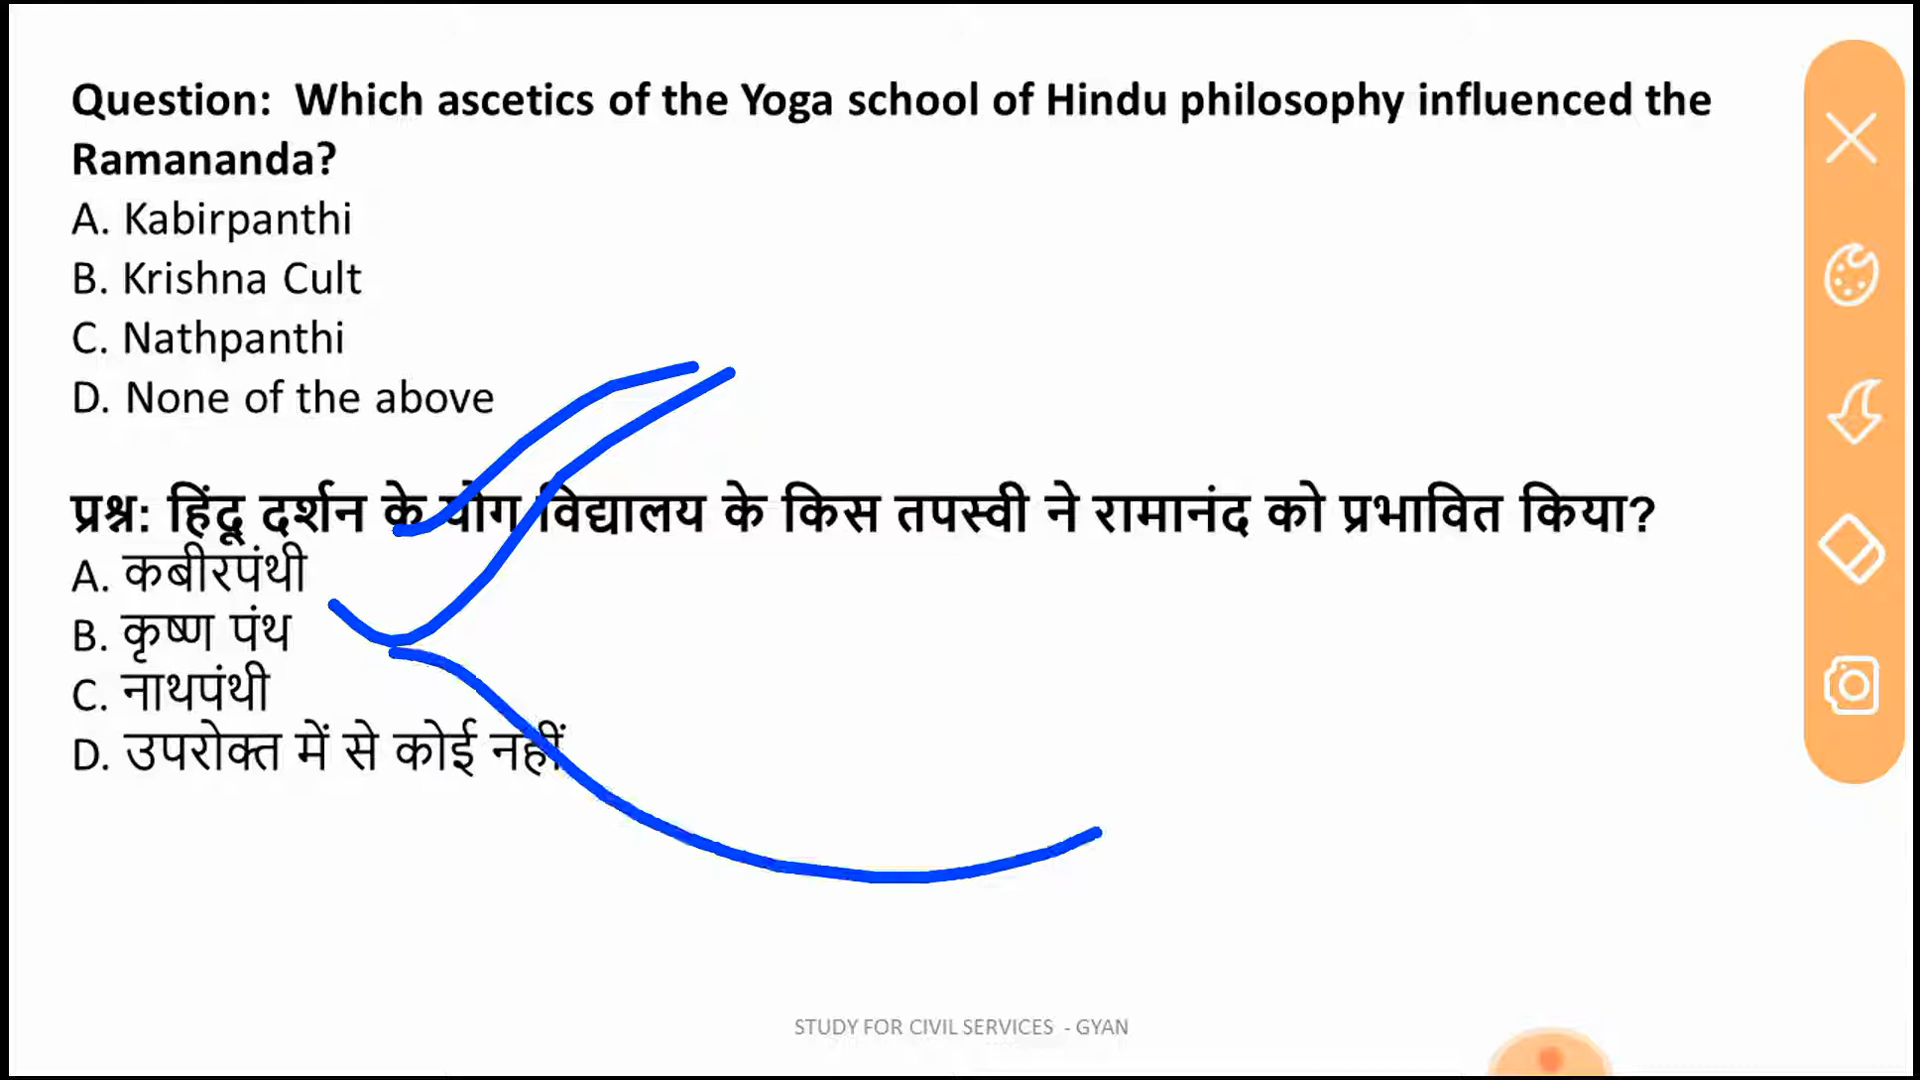 Question: Which ascetics of the Yoga school of Hindu philosophy influenced the
Ramananda?
A. Kabirpanthi
B. Krishna Cult
C. Nathpanthi
D. None of the above
प्रश्न: हिंदू दर्शन के योग विद्यालय के किस तपस्वी ने रामानंद को प्रभावित किया?
A. कबीरपंथी
B. कृष्ण पंथ
C. नाथपंथी
D. उपरोक्त में से कोई नहीं
STUDY FOR CIVIL SERVICES - GYAN